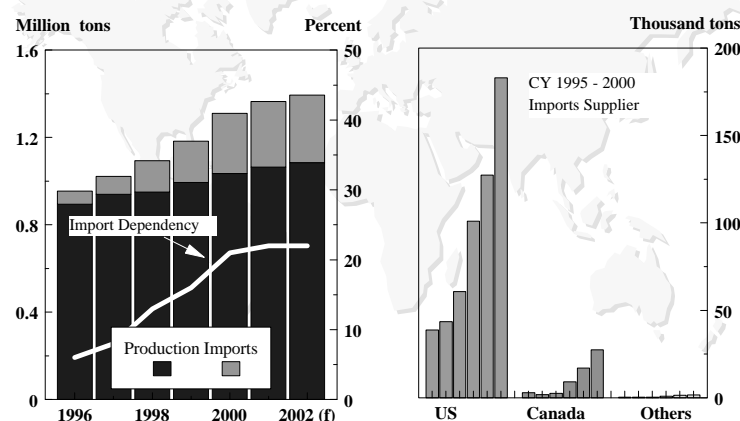 Million tons
Percent
1.6
1.2
0.8
0.4
0
50
40
30
20
10
0
Import Dependency
Production Imports
1996
1998
2000
2002 (f)
Thousand tons
200
150
100
50
0
CY 1995 - 2000
Imports Supplier
US
Canada
Others